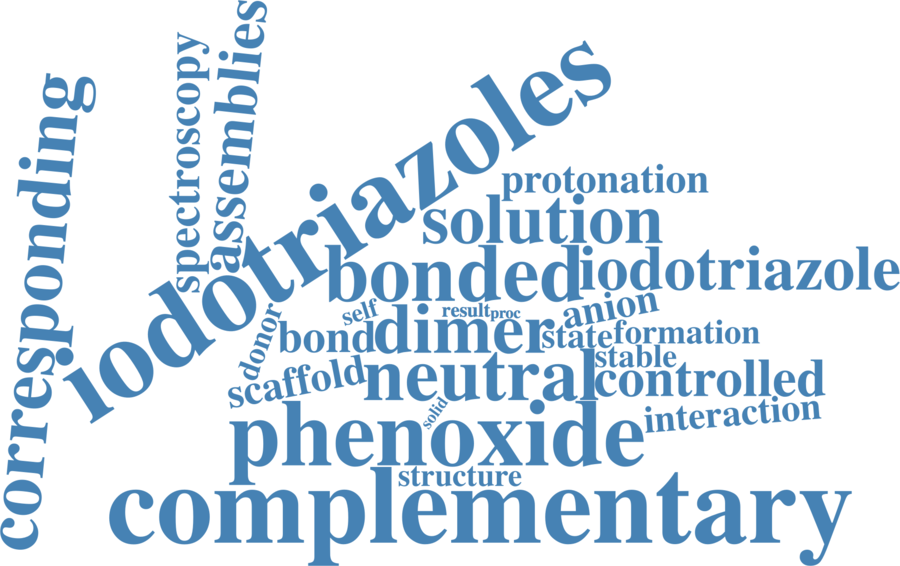 corresponding
spectroscopy
assemblies
iodotriazoles
protonation
solution
bonded
iodotriazole
self
result
proc
anion
donor
bond
dimer
state
formation
stable
scaffold
neutral
controlled
solid
interaction
phenoxide
structure
complementary